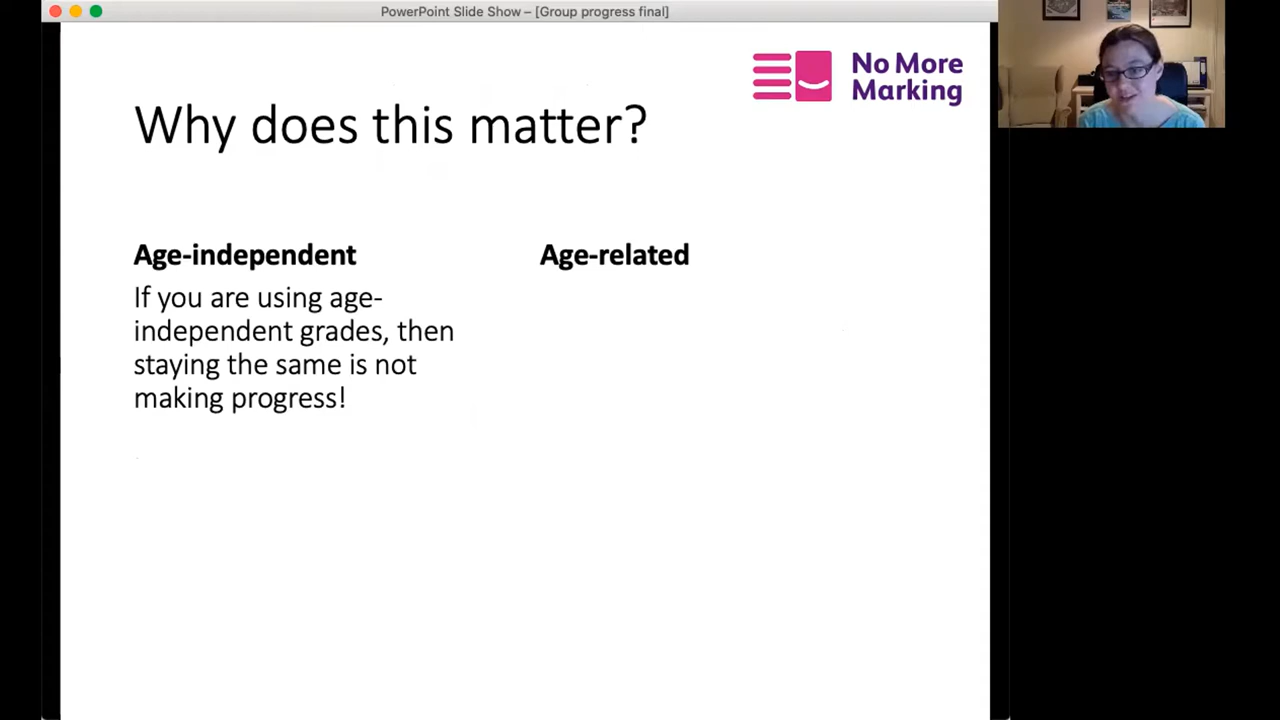 PowerPoint Slide Show – [Group progress final]
No More
Marking
Why does this matter?
Age-independent
If you are using age-
independent grades, then
staying the same is not
making progress!
Age-related